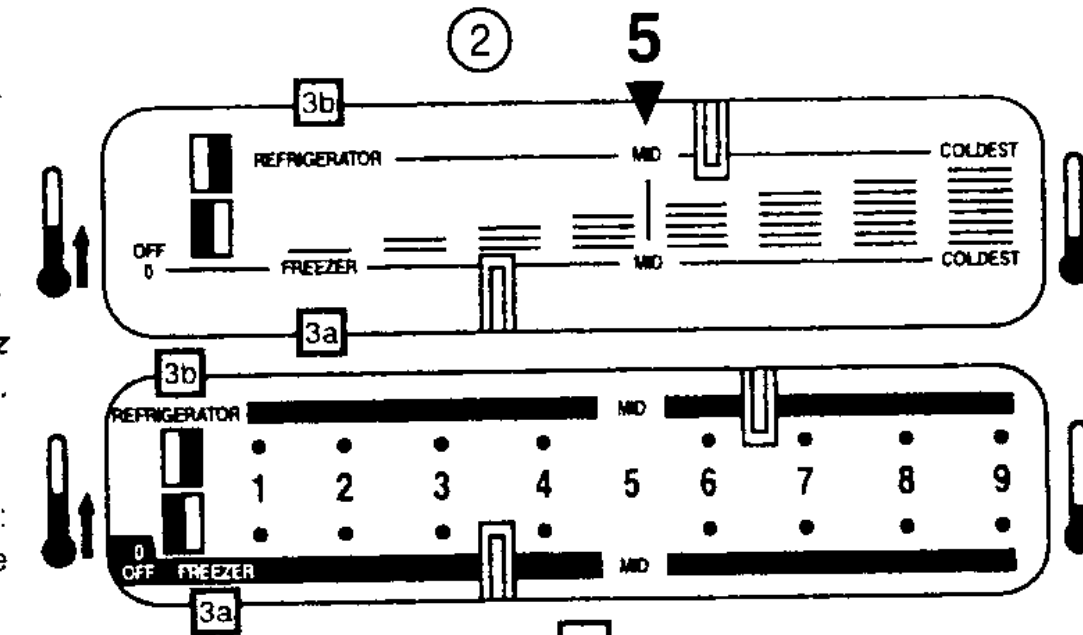 2 5
3b
REFRIGERATOR MID COLDEST
OFF
0 FREEZER MID COLDEST
3a
3b
REFRIGERATOR MID
1 2 3 4 5 6 7 8 9
0
OFF FREEZER MID
3a
z
:
e